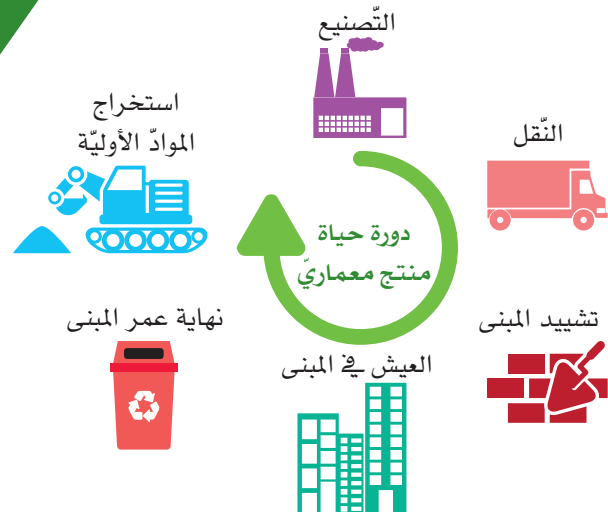 التّصنيع
استخراج
الموادّ الأوليّة
النّقل
دورة حياة
منتج معماريّ
نهاية عمر المبنى
تشييد المبنى
العيش في المبنى